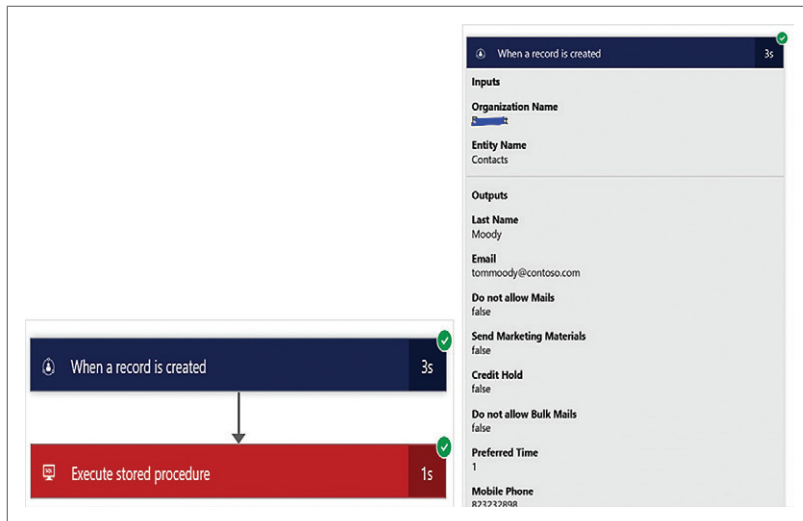 When a record is created 3s
Execute stored procedure 1s
When a record is created 3s
Inputs
Organization Name
Entity Name
Contacts
Outputs
Last Name
Moody
Email
tommoody@contoso.com
Do not allow Mails
false
Send Marketing Materials
false
Credit Hold
false
Do not allow Bulk Mails
false
Preferred Time
1
Mobile Phone
823232898